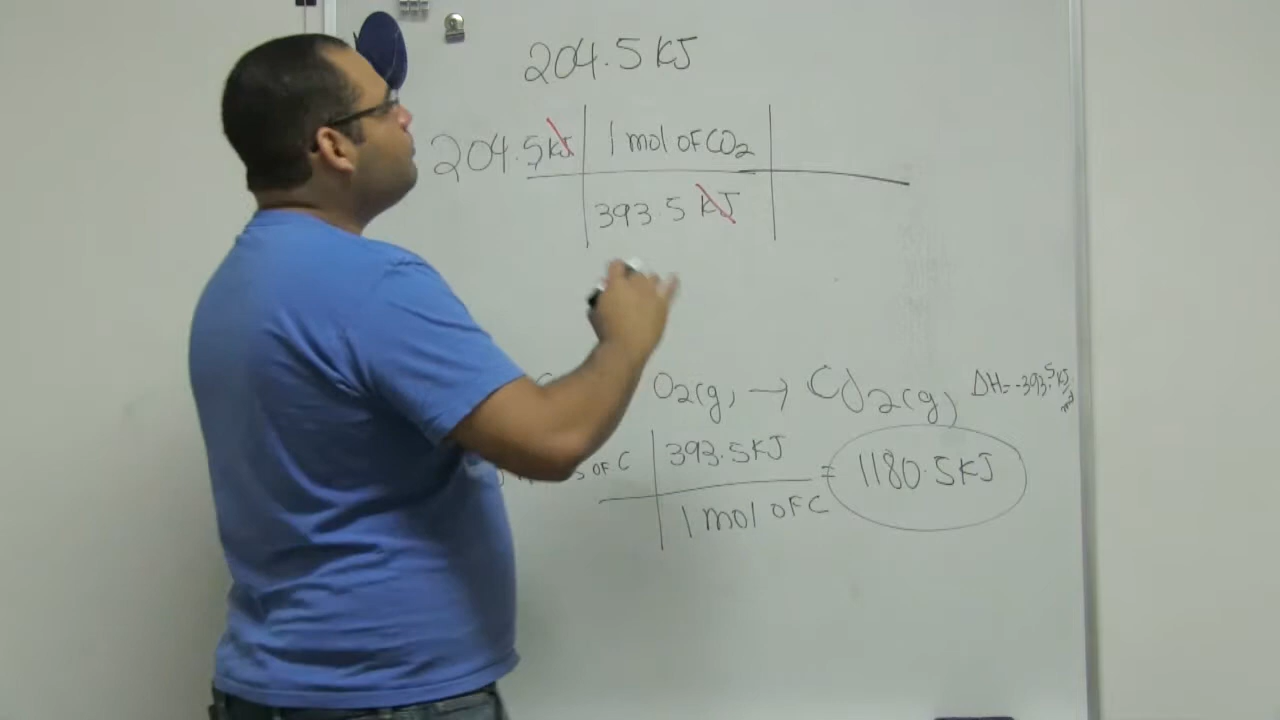 204.5 KJ
204.5 KJ 1 mol OF CO2
393.5 KJ
O2(g) → CO2(g) ΔH=-393.5 KJ
OF C 393.5 KJ = 1180.5 KJ
1 mol OF C